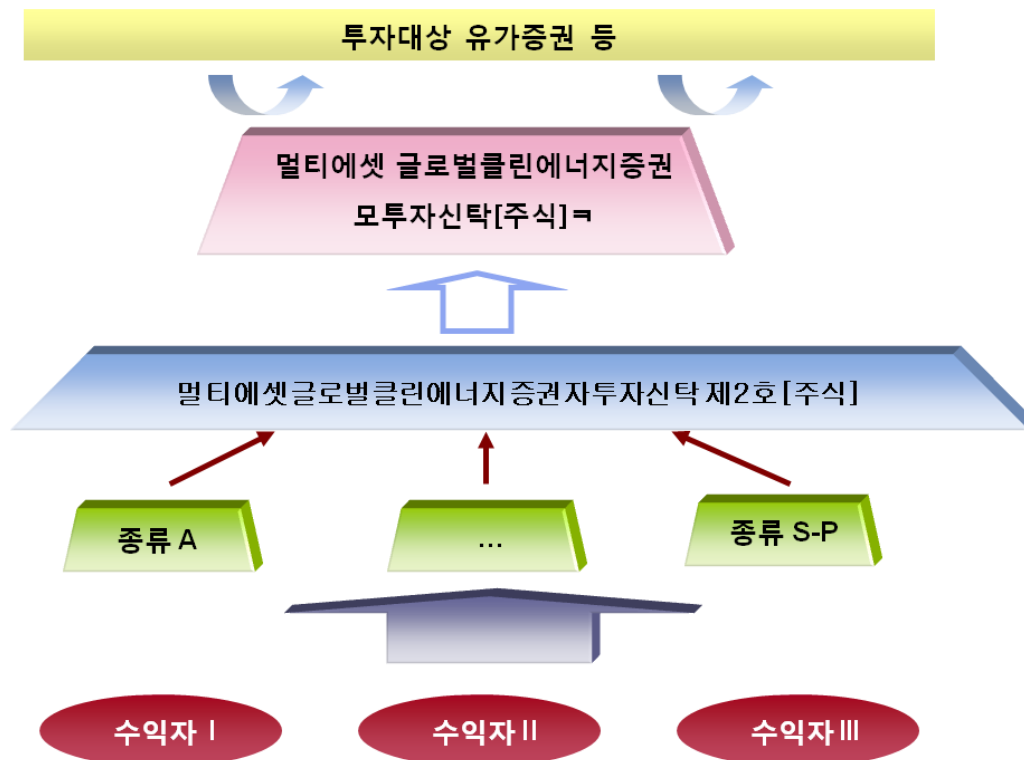 투자대상 유가증권 등
멀티에셋 글로벌클린에너지증권
모투자신탁[주식]ㅋ
멀티에셋글로벌클린에너지증권자투자신탁 제2호[주식]
종류 A
...
종류 S-P
수익자 Ⅰ
수익자 Ⅱ
수익자 Ⅲ